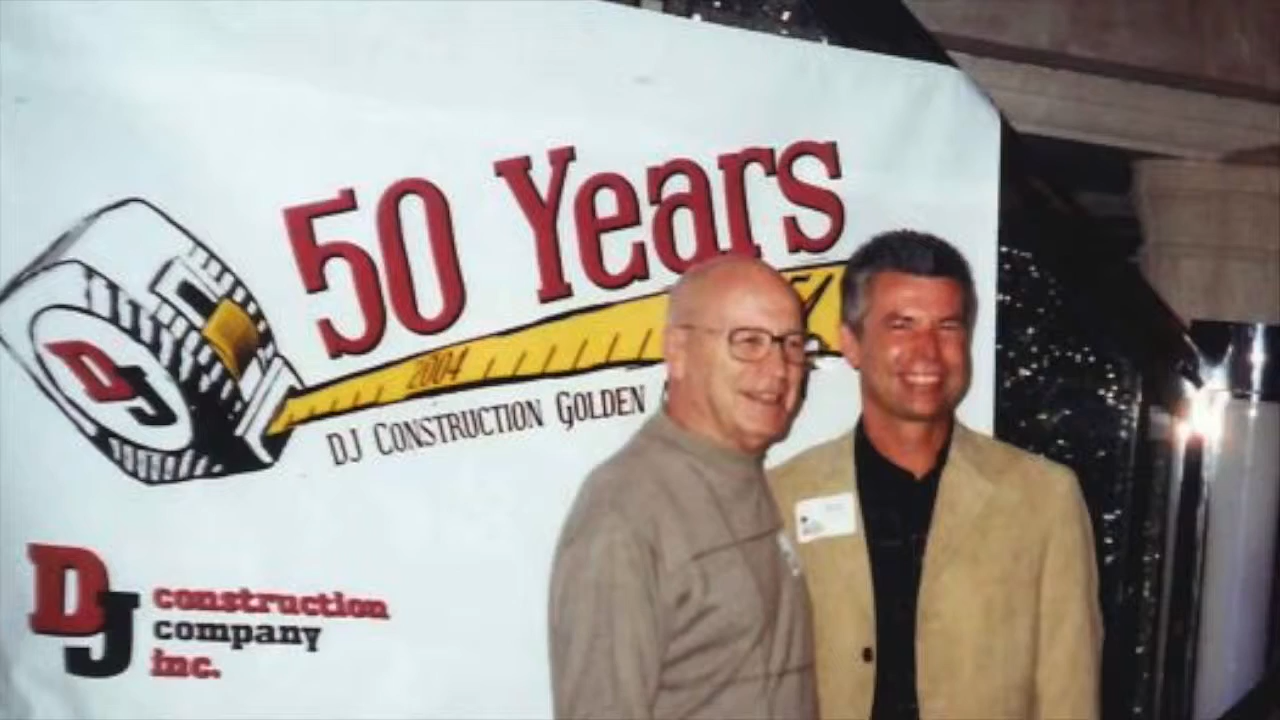 50 Years
2004
DJ CONSTRUCTION GOLDEN
DJ
DJ
construction
company
inc.